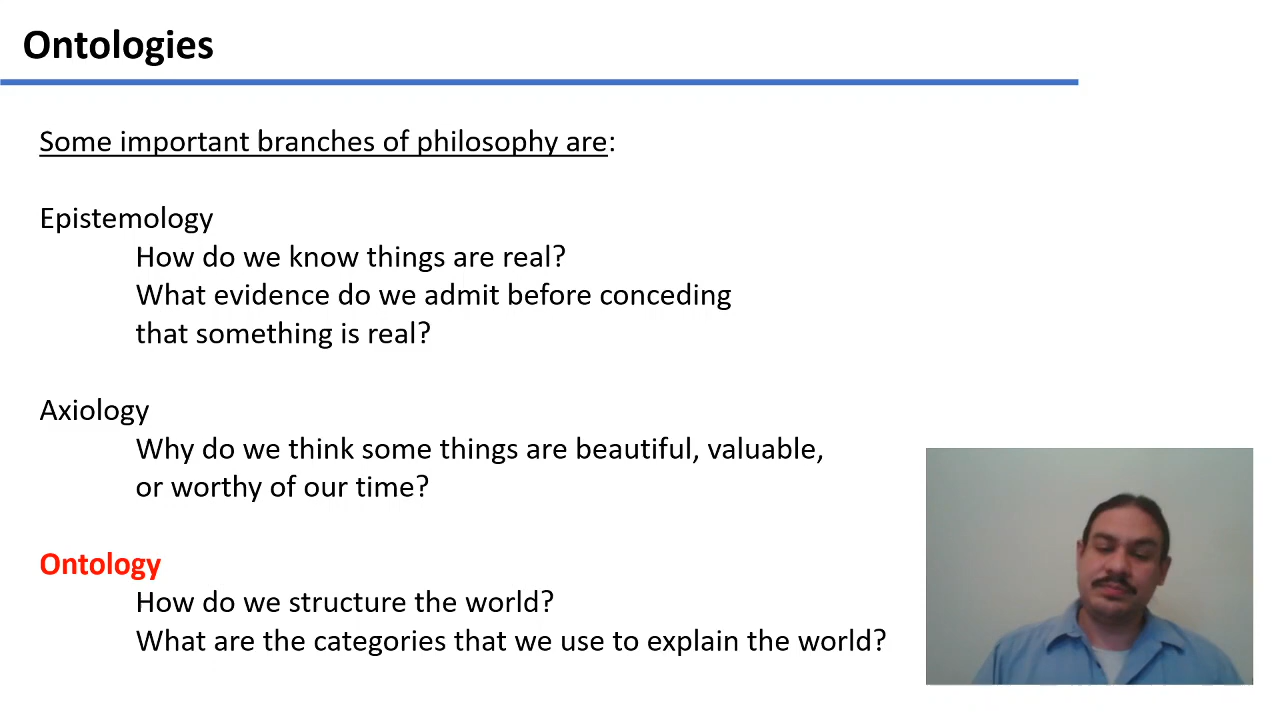 Ontologies
Some important branches of philosophy are:
Epistemology
How do we know things are real?
What evidence do we admit before conceding
that something is real?
Axiology
Why do we think some things are beautiful, valuable,
or worthy of our time?
Ontology
How do we structure the world?
What are the categories that we use to explain the world?